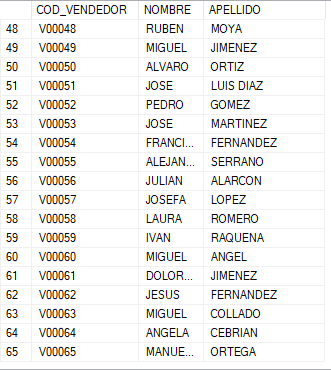 COD_VENDEDOR NOMBRE APELLIDO
48 V00048 RUBEN MOYA
49 V00049 MIGUEL JIMENEZ
50 V00050 ALVARO ORTIZ
51 V00051 JOSE LUIS DIAZ
52 V00052 PEDRO GOMEZ
53 V00053 JOSE MARTINEZ
54 V00054 FRANCI... FERNANDEZ
55 V00055 ALEJAN... SERRANO
56 V00056 JULIAN ALARCON
57 V00057 JOSEFA LOPEZ
58 V00058 LAURA ROMERO
59 V00059 IVAN RAQUENA
60 V00060 MIGUEL ANGEL
61 V00061 DOLOR... JIMENEZ
62 V00062 JESUS FERNANDEZ
63 V00063 MIGUEL COLLADO
64 V00064 ANGELA CEBRIAN
65 V00065 MANUE... ORTEGA